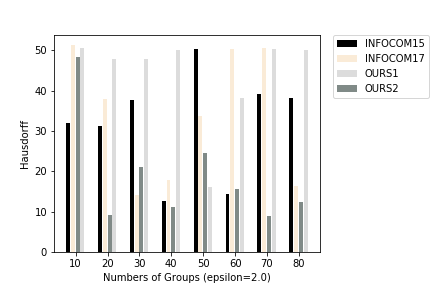 INFOCOM15
INFOCOM17
OURS1
OURS2
Hausdorff
50
40
30
20
10
0
10 20 30 40 50 60 70 80
Numbers of Groups (epsilon=2.0)